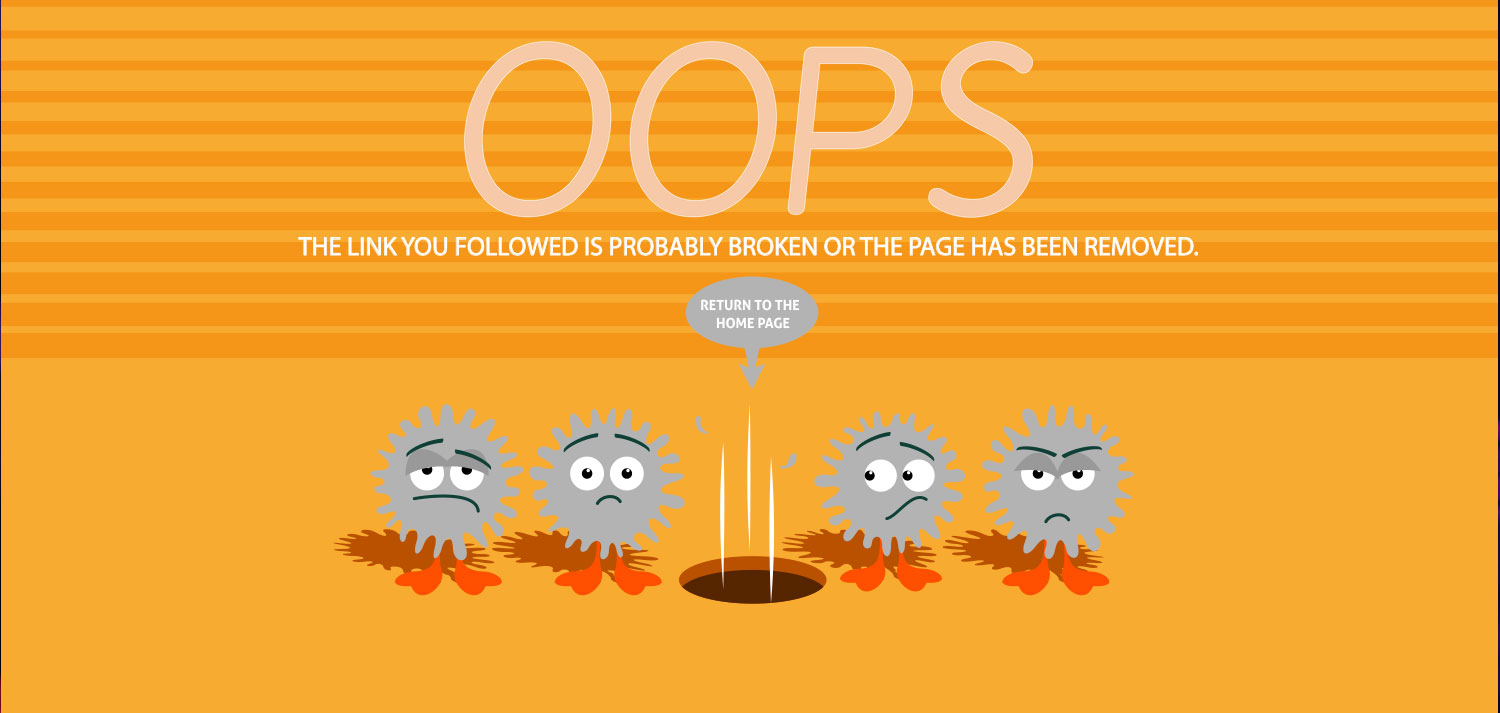 OOPS
THE LINK YOU FOLLOWED IS PROBABLY BROKEN OR THE PAGE HAS BEEN REMOVED.
RETURN TO THE
HOME PAGE